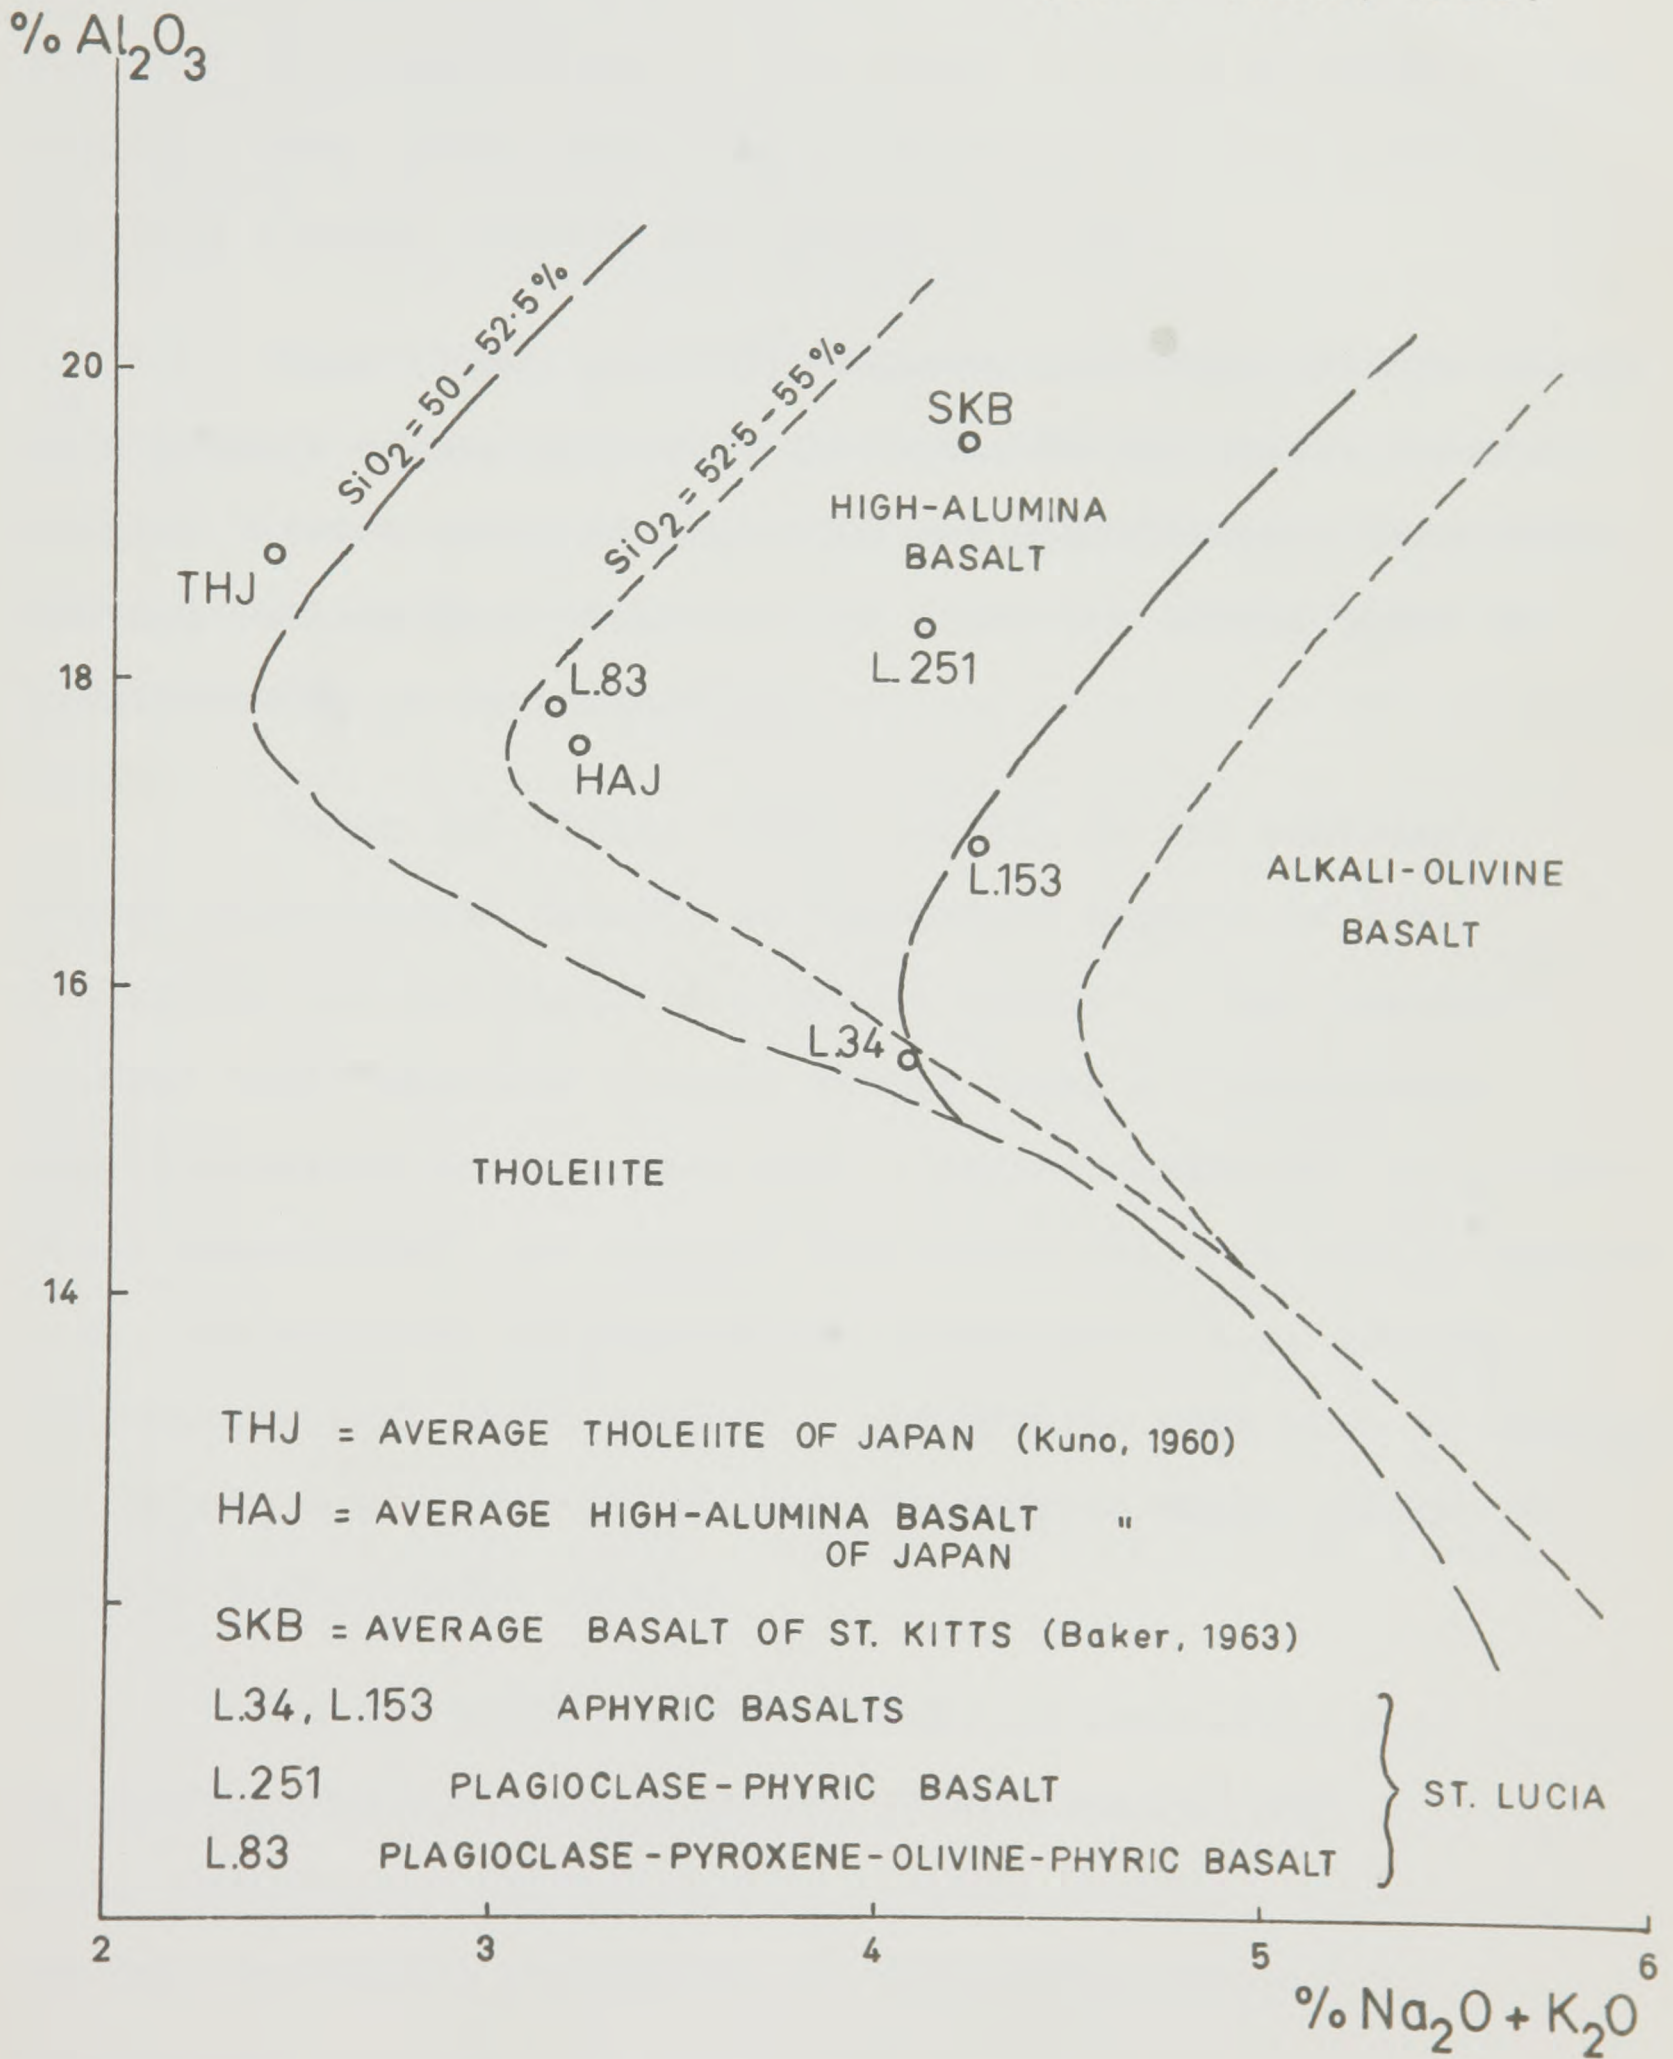 % Al₂O₃
SiO₂ = 50 - 52·5 %
SiO₂ = 52·5 - 55 %
20
SKB
HIGH-ALUMINA
BASALT
THJ
L.251
18
L.83
HAJ
L.153
ALKALI-OLIVINE
BASALT
16
L.34
THOLEIITE
14
THJ = AVERAGE THOLEIITE OF JAPAN (Kuno, 1960)
HAJ = AVERAGE HIGH-ALUMINA BASALT "
OF JAPAN
SKB = AVERAGE BASALT OF ST. KITTS (Baker, 1963)
L.34, L.153 APHYRIC BASALTS
L.251 PLAGIOCLASE-PHYRIC BASALT
ST. LUCIA
L.83 PLAGIOCLASE-PYROXENE-OLIVINE-PHYRIC BASALT
2 3 4 5 6
% Na₂O + K₂O